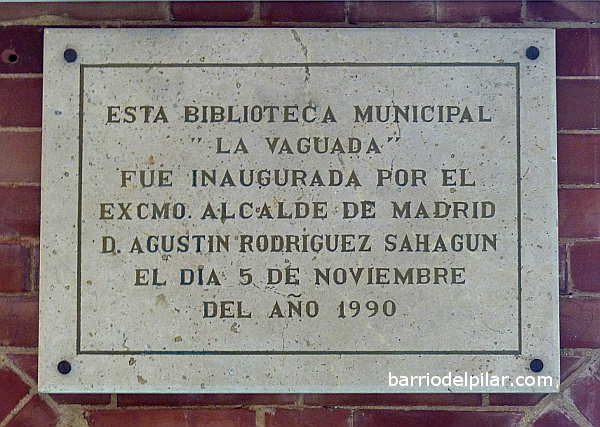 ESTA BIBLIOTECA MUNICIPAL
"LA VAGUADA"
FUE INAUGURADA POR EL
EXCMO. ALCALDE DE MADRID
D. AGUSTIN RODRIGUEZ SAHAGUN
EL DIA 5 DE NOVIEMBRE
DEL AÑO 1990
barriodelpilar.com